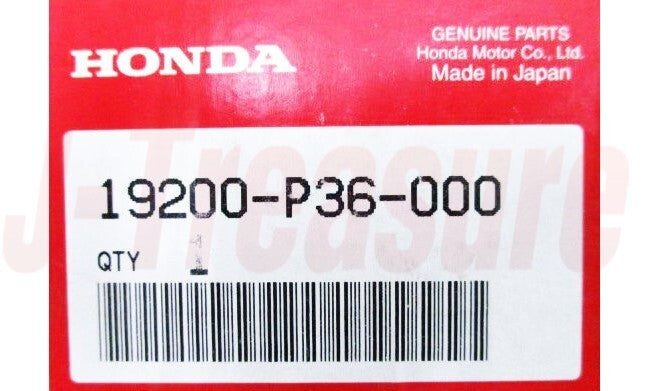 HONDA
GENUINE PARTS
Honda Motor Co., Ltd.
Made in Japan
19200-P36-000
QTY 1
J-Treasure